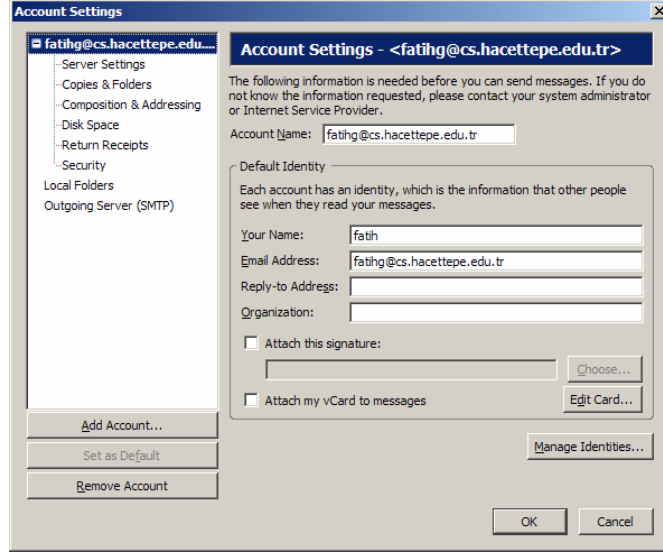 Account Settings
fatihg@cs.hacettepe.edu....
Server Settings
Copies & Folders
Composition & Addressing
Disk Space
Return Receipts
Security
Local Folders
Outgoing Server (SMTP)
Add Account...
Set as Default
Remove Account
Account Settings - <fatihg@cs.hacettepe.edu.tr>
The following information is needed before you can send messages. If you do
not know the information requested, please contact your system administrator
or Internet Service Provider.
Account Name: fatihg@cs.hacettepe.edu.tr
Default Identity
Each account has an identity, which is the information that other people
see when they read your messages.
Your Name: fatih
Email Address: fatihg@cs.hacettepe.edu.tr
Reply-to Address:
Organization:
Attach this signature:
Choose...
Attach my vCard to messages
Edit Card...
Manage Identities...
OK
Cancel